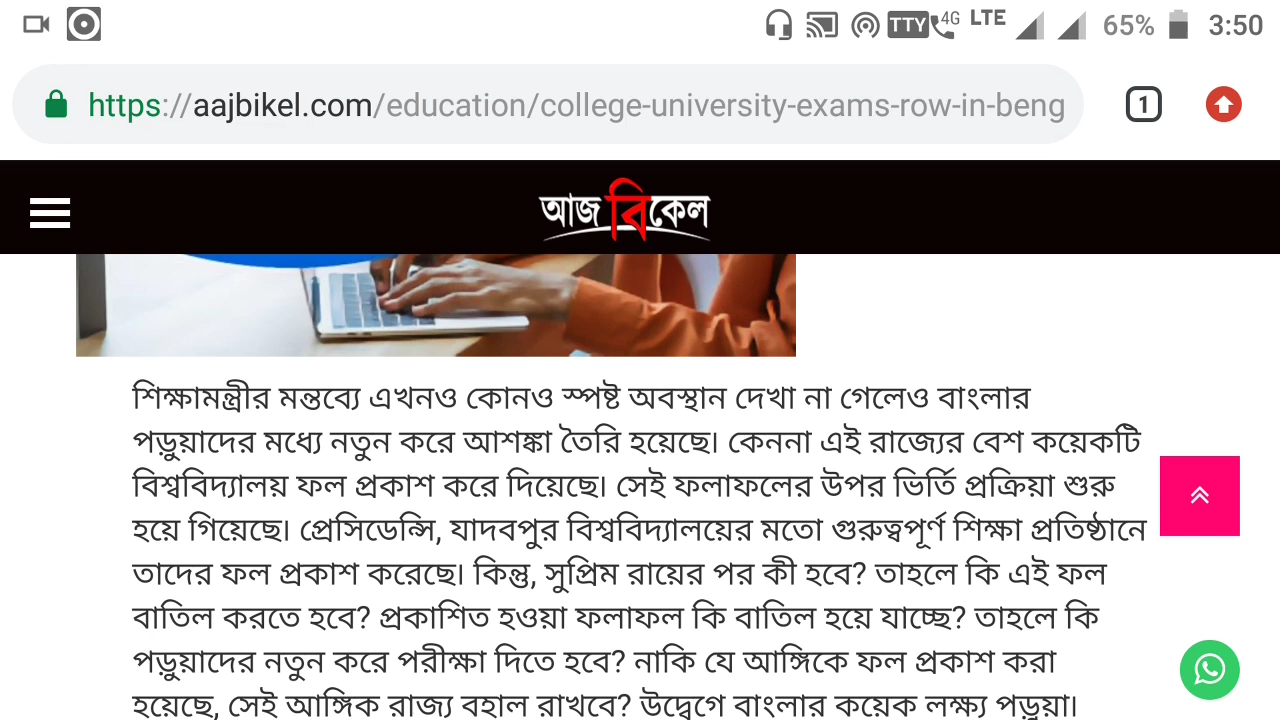 TTY 4G LTE 65% 3:50
https://aajbikel.com/education/college-university-exams-row-in-beng
1
আজ বিকেল
শিক্ষামন্ত্রীর মন্তব্যে এখনও কোনও স্পষ্ট অবস্থান দেখা না গেলেও বাংলার
পড়ুয়াদের মধ্যে নতুন করে আশঙ্কা তৈরি হয়েছে। কেননা এই রাজ্যের বেশ কয়েকটি
বিশ্ববিদ্যালয় ফল প্রকাশ করে দিয়েছে। সেই ফলাফলের উপর ভির্তি প্রক্রিয়া শুরু
হয়ে গিয়েছে। প্রেসিডেন্সি, যাদবপুর বিশ্ববিদ্যালয়ের মতো গুরুত্বপূর্ণ শিক্ষা প্রতিষ্ঠানে
তাদের ফল প্রকাশ করেছে। কিন্তু, সুপ্রিম রায়ের পর কী হবে? তাহলে কি এই ফল
বাতিল করতে হবে? প্রকাশিত হওয়া ফলাফল কি বাতিল হয়ে যাচ্ছে? তাহলে কি
পড়ুয়াদের নতুন করে পরীক্ষা দিতে হবে? নাকি যে আঙ্গিকে ফল প্রকাশ করা
হয়েছে, সেই আঙ্গিক রাজ্য বহাল রাখবে? উদ্বেগে বাংলার কয়েক লক্ষ্য পড়ুয়া।